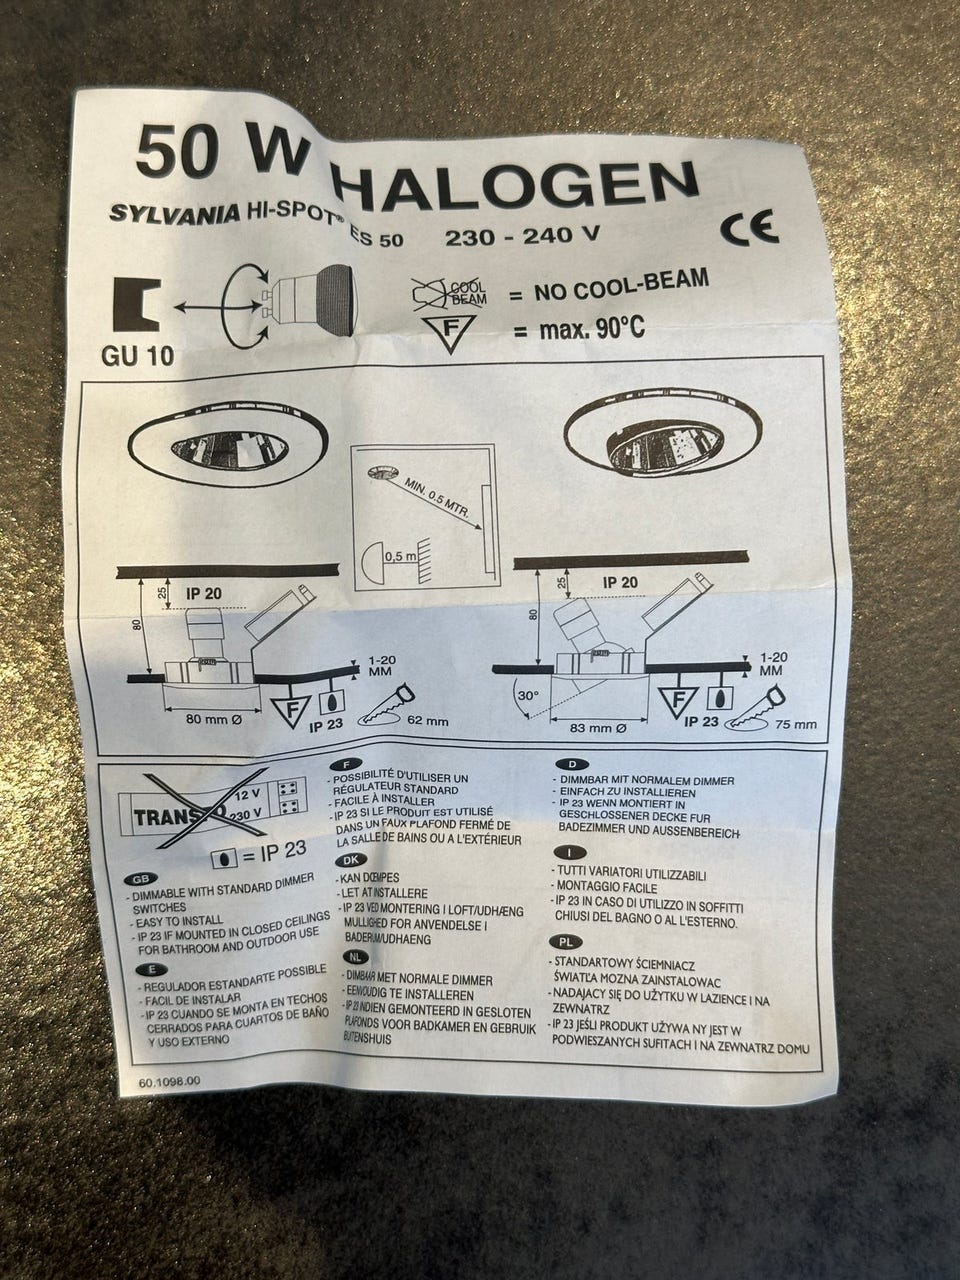 50 W HALOGEN
SYLVANIA HI-SPOT® ES 50 230 - 240 V
CE
GU 10
COOL
BEAM
= NO COOL-BEAM
F = max. 90°C
MIN. 0.5 MTR.
0,5 m
25
IP 20
80
1-20
MM
F
IP 23
80 mm Ø
62 mm
25
IP 20
80
30°
1-20
MM
F
IP 23
83 mm Ø
75 mm
12 V
230 V
= IP 23
GB
- DIMMABLE WITH STANDARD DIMMER
SWITCHES
- EASY TO INSTALL
- IP 23 IF MOUNTED IN CLOSED CEILINGS
FOR BATHROOM AND OUTDOOR USE
E
- REGULADOR ESTANDARTE POSSIBLE
- FACIL DE INSTALAR
- IP 23 CUANDO SE MONTA EN TECHOS
CERRADOS PARA CUARTOS DE BAÑO
Y USO EXTERNO
F
- POSSIBILITÉ D'UTILISER UN
RÉGULATEUR STANDARD
- FACILE À INSTALLER
- IP 23 SI LE PRODUIT EST UTILISÉ
DANS UN FAUX PLAFOND FERMÉ DE
LA SALLE DE BAINS OU A L'EXTÉRIEUR
DK
- KAN DÆMPES
- LET AT INSTALLERE
- IP 23 VED MONTERING I LOFT/UDHÆNG
MULIGHED FOR ANVENDELSE I
BADERUM/UDHAENG
NL
- DIMBAAR MET NORMALE DIMMER
- EENVOUDIG TE INSTALLEREN
- IP 23 INDIEN GEMONTEERD IN GESLOTEN
PLAFONDS VOOR BADKAMER EN GEBRUIK
BUITENSHUIS
D
- DIMMBAR MIT NORMALEM DIMMER
- EINFACH ZU INSTALLIEREN
- IP 23 WENN MONTIERT IN
GESCHLOSSENER DECKE FUR
BADEZIMMER UND AUSSENBEREICH
I
- TUTTI VARIATORI UTILIZZABILI
- MONTAGGIO FACILE
- IP 23 IN CASO DI UTILIZZO IN SOFFITTI
CHIUSI DEL BAGNO O AL L'ESTERNO.
PL
- STANDARTOWY ŚCIEMNIACZ
ŚWIATŁA MOZNA ZAINSTALOWAC
- NADAJACY SIĘ DO UŻYTKU W LAZIENCE I NA
ZEWNATRZ
- IP 23 JEŚLI PRODUKT UŻYWA NY JEST W
PODWIESZANYCH SUFITACH I NA ZEWNATRZ DOMU
60.1098.00